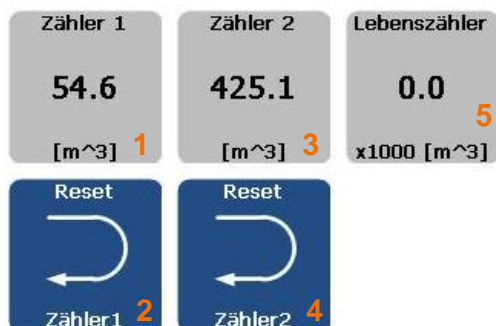 Zähler 1
54.6
[m^3] 1
Zähler 2
425.1
[m^3] 3
Lebenszähler
0.0
5
x1000 [m^3]
Reset
Zähler1 2
Reset
Zähler2 4